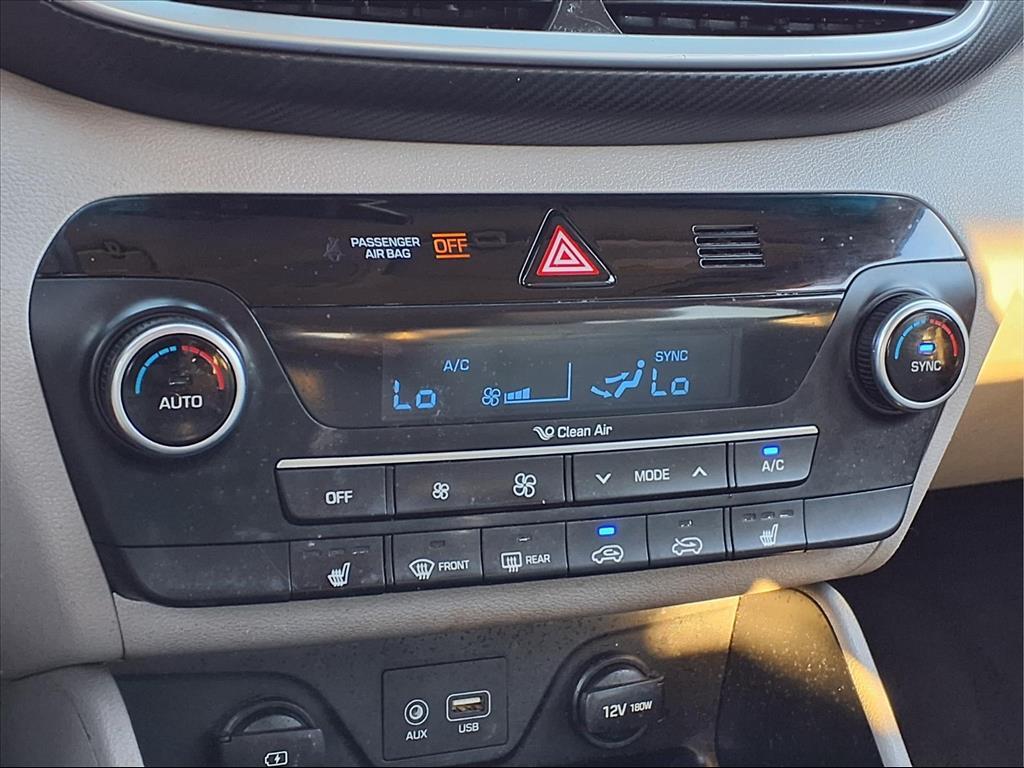 PASSENGER
AIR BAG
OFF
AUTO
A/C
Lo
SYNC
Lo
SYNC
Clean Air
OFF
MODE
A/C
FRONT
REAR
AUX
USB
12V 180W